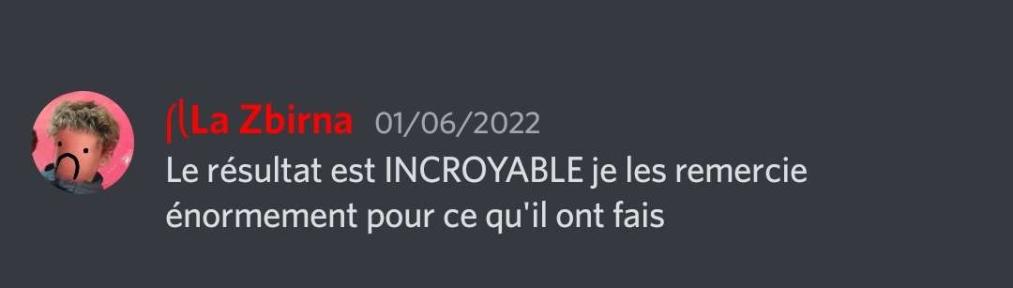 La Zbirna 01/06/2022
Le résultat est INCROYABLE je les remercie
énormement pour ce qu'il ont fais